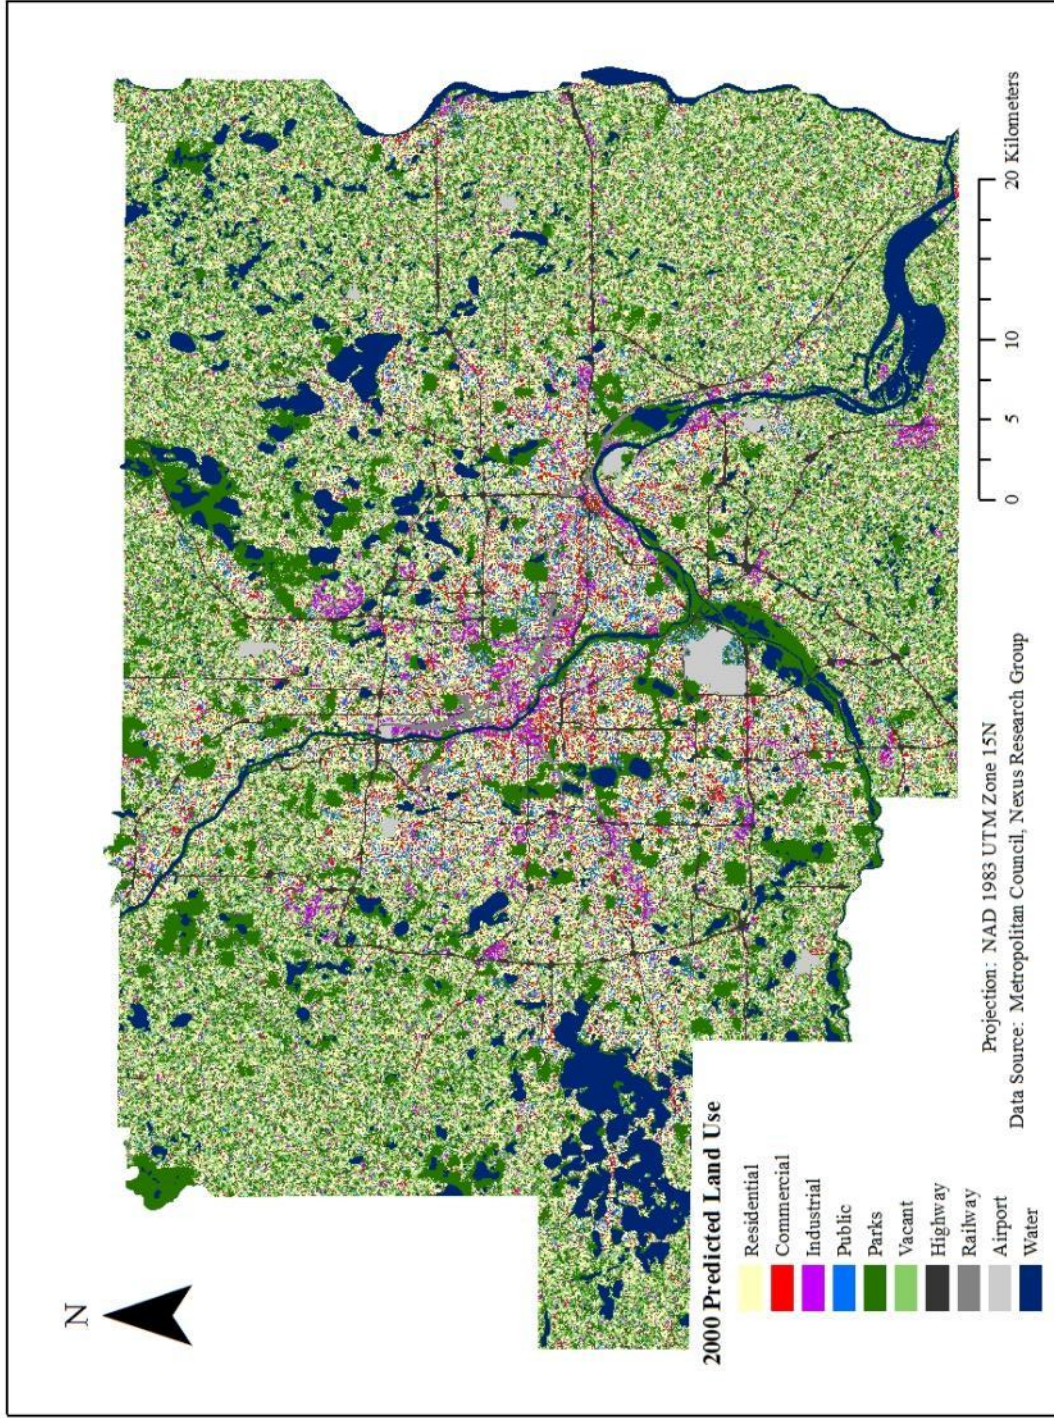 N
2000 Predicted Land Use
Residential
Commercial
Industrial
Public
Parks
Vacant
Highway
Railway
Airport
Water
0 5 10 20 Kilometers
Projection: NAD 1983 UTM Zone 15N
Data Source: Metropolitan Council, Nexus Research Group